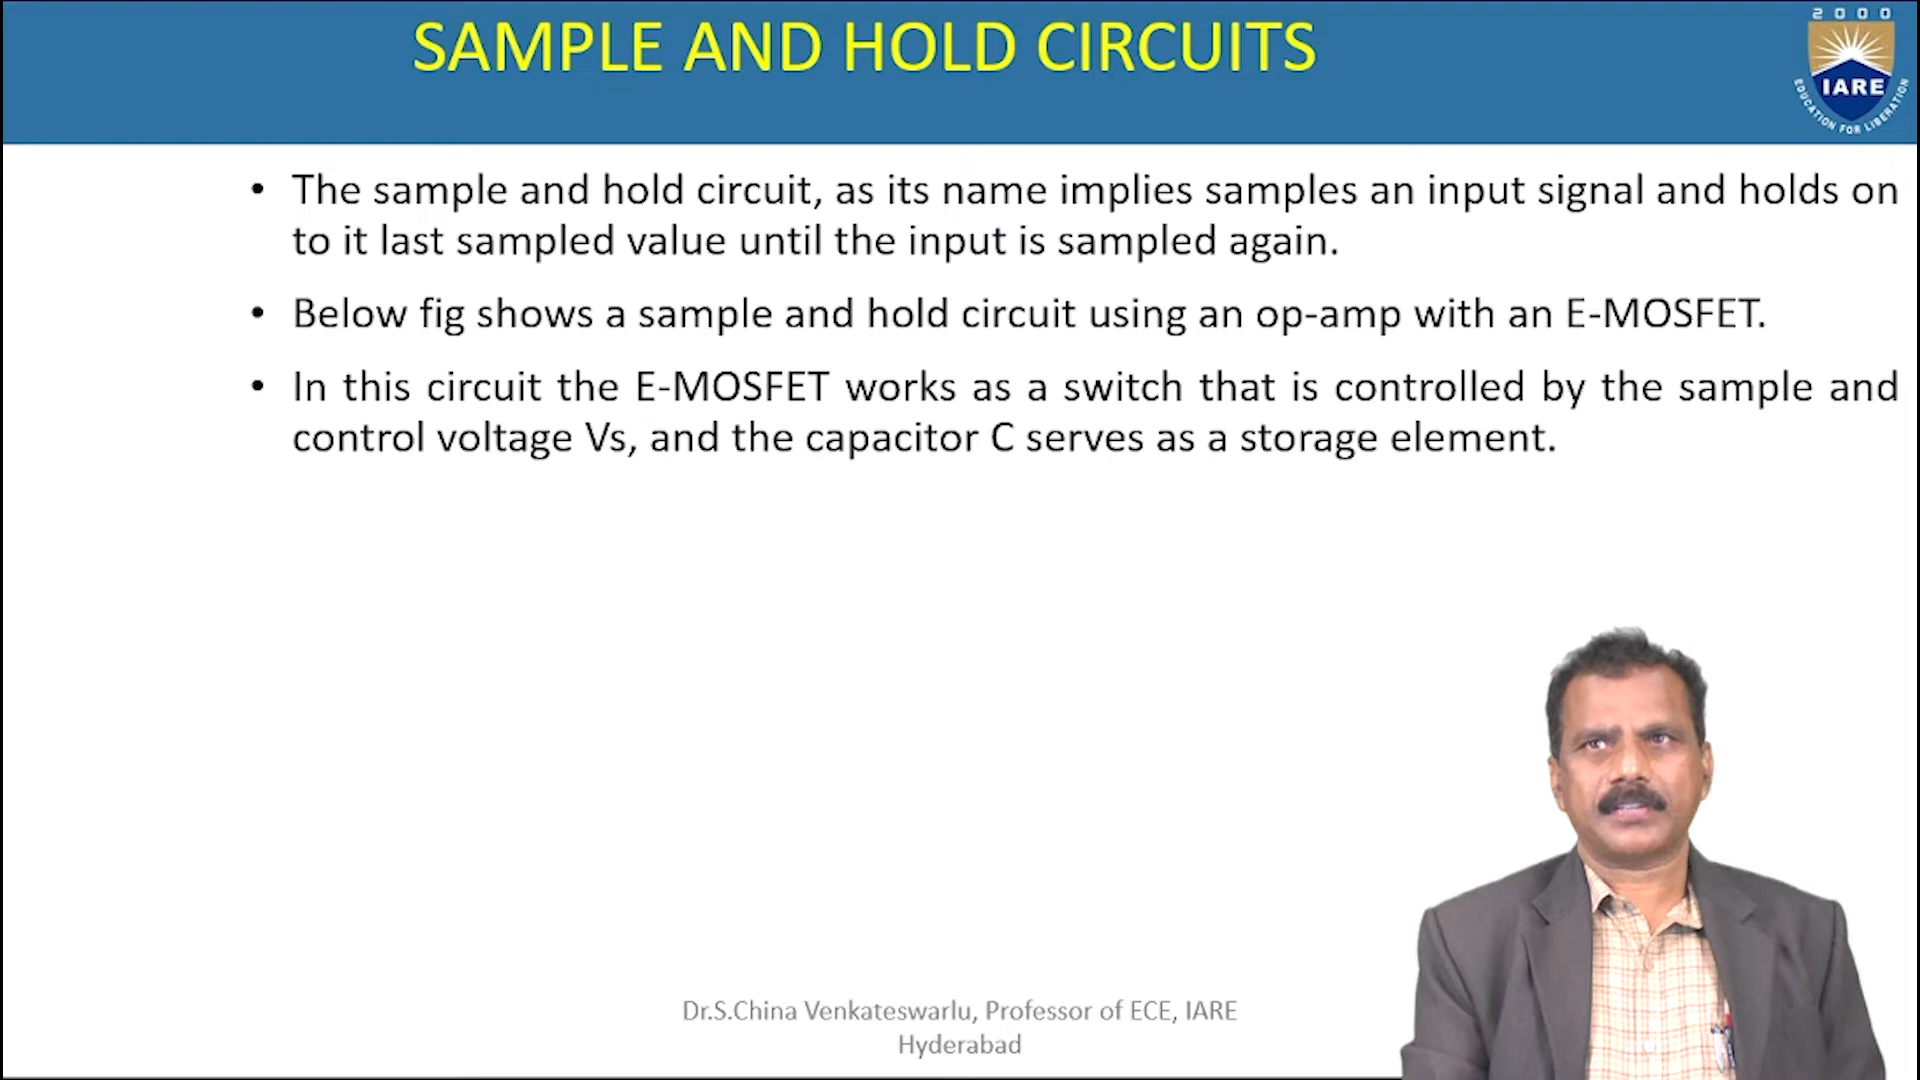 SAMPLE AND HOLD CIRCUITS
2000
IARE
EDUCATION FOR LIBERATION
• The sample and hold circuit, as its name implies samples an input signal and holds on
to it last sampled value until the input is sampled again.
• Below fig shows a sample and hold circuit using an op-amp with an E-MOSFET.
• In this circuit the E-MOSFET works as a switch that is controlled by the sample and
control voltage Vs, and the capacitor C serves as a storage element.
Dr.S.China Venkateswarlu, Professor of ECE, IARE
Hyderabad